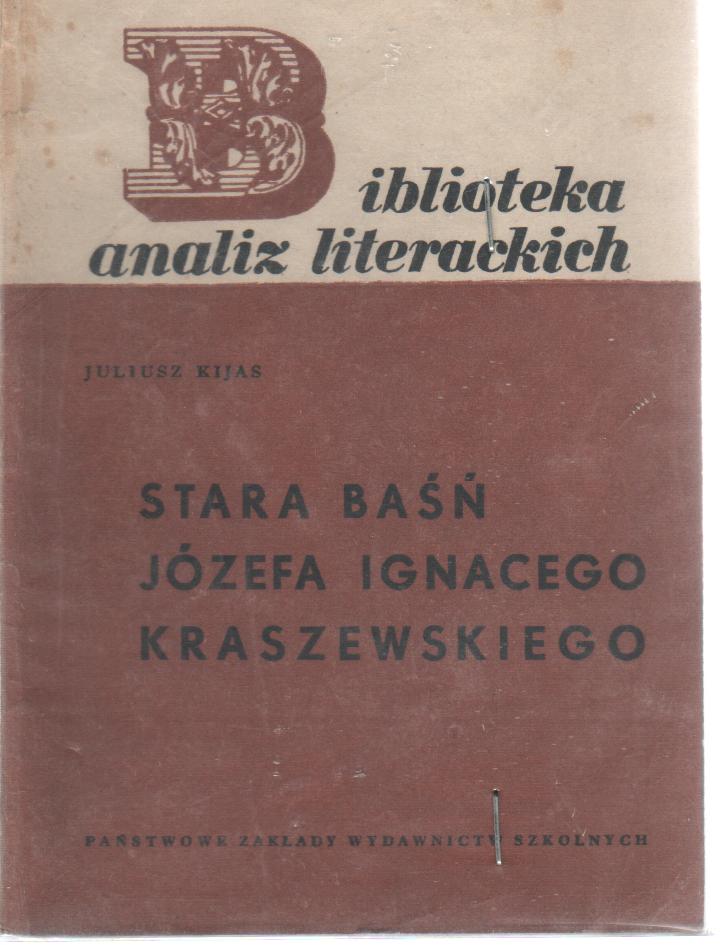 Biblioteka
analiz literackich
JULIUSZ KIJAS
STARA BAŚŃ
JÓZEFA IGNACEGO
KRASZEWSKIEGO
PAŃSTWOWE ZAKŁADY WYDAWNICTW SZKOLNYCH